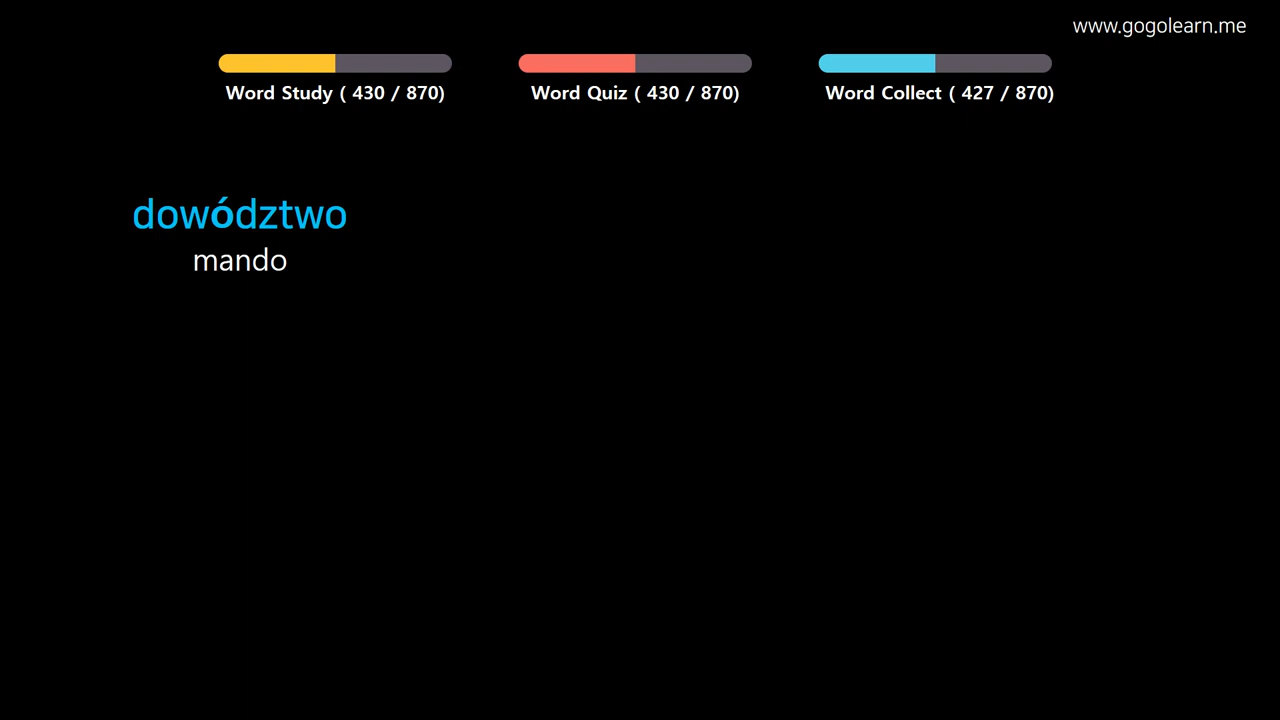 www.gogolearn.me
Word Study ( 430 / 870)
Word Quiz ( 430 / 870)
Word Collect ( 427 / 870)
dowództwo
mando